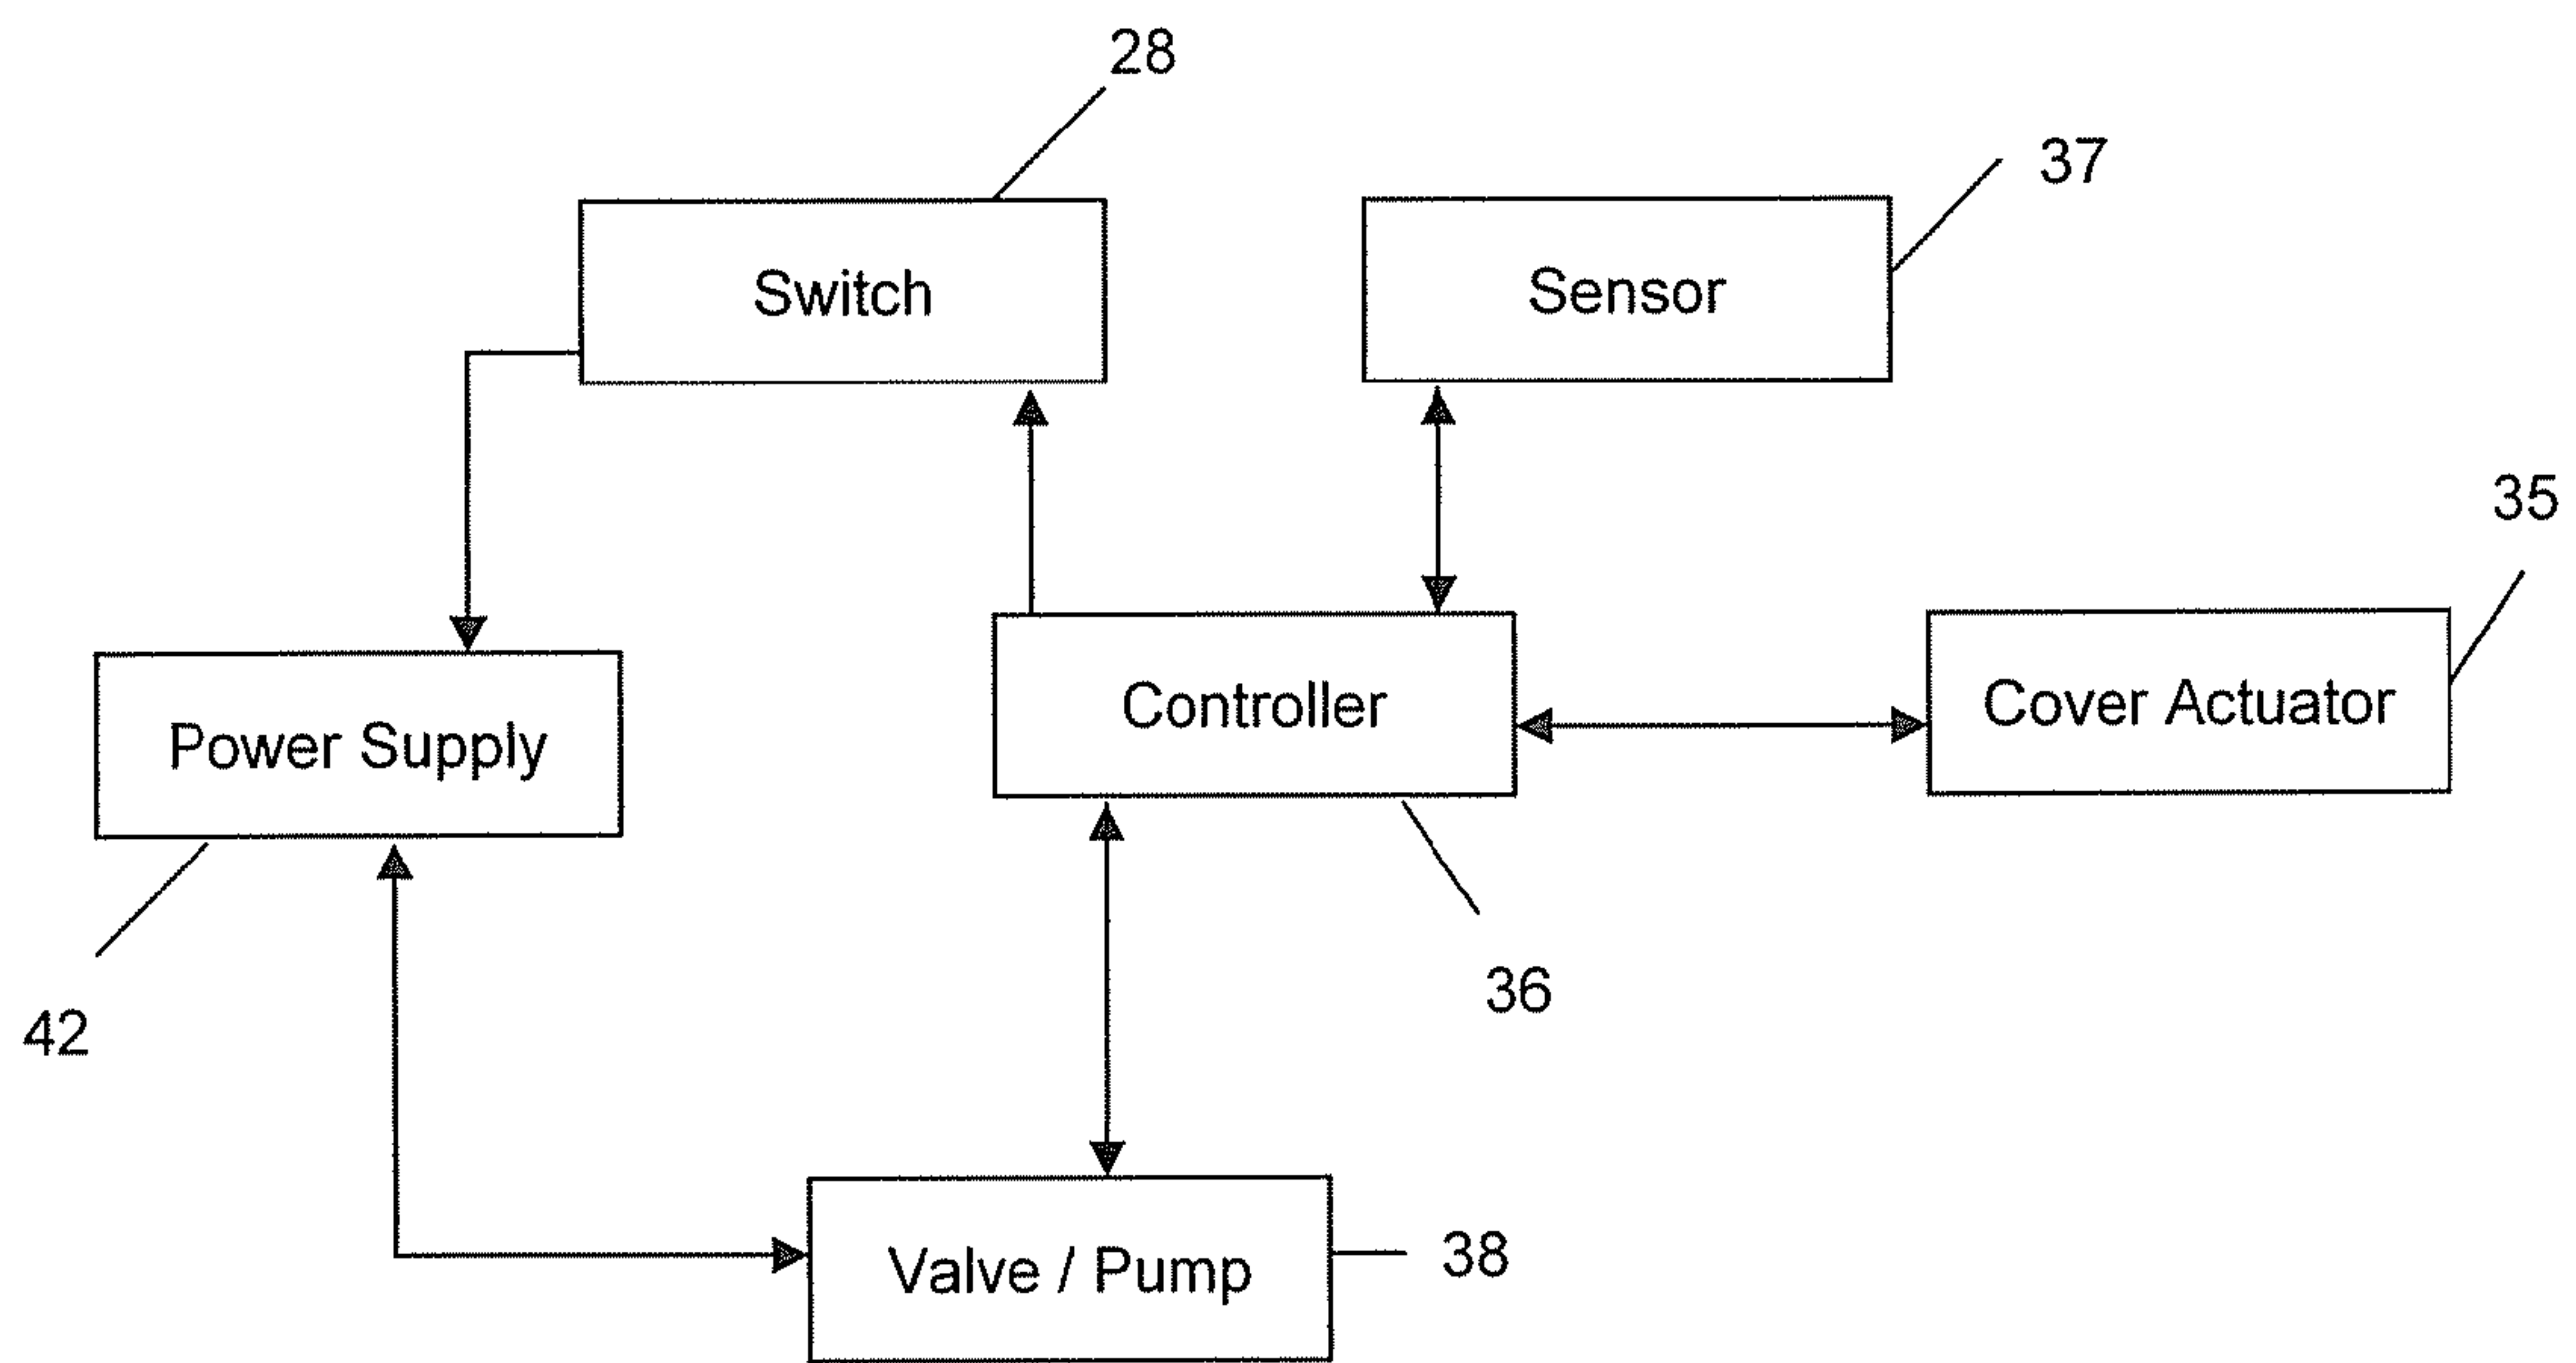 28
37
Switch
Sensor
35
Controller
Cover Actuator
Power Supply
36
42
Valve / Pump
38